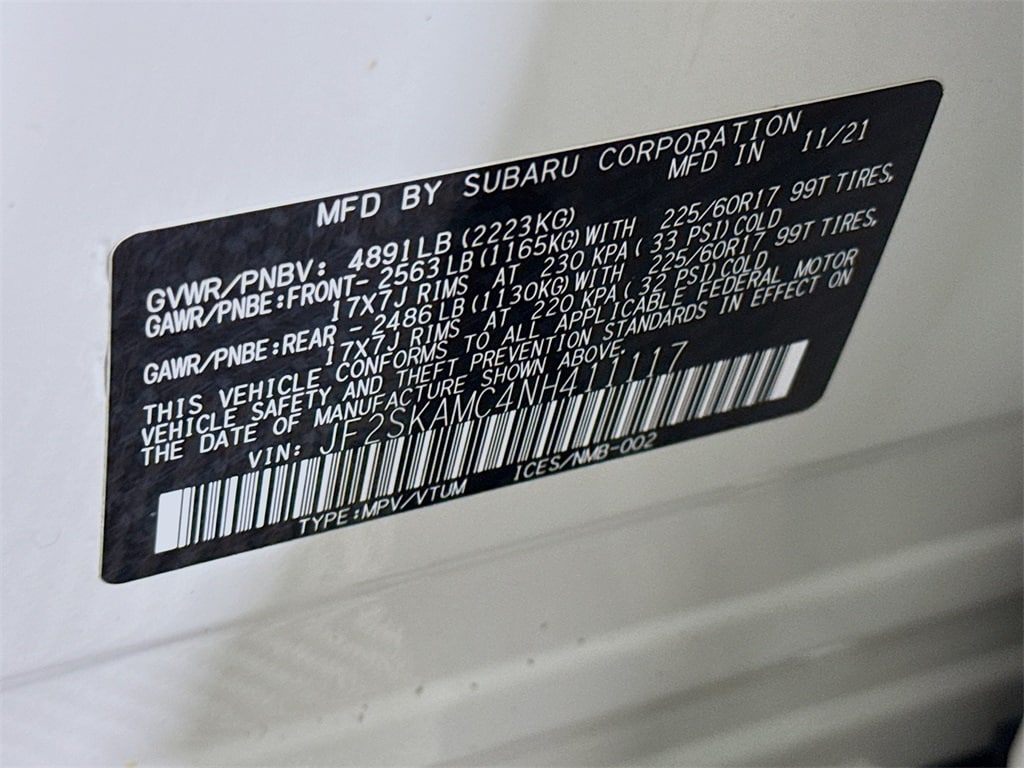 MFD BY SUBARU CORPORATION
MFD IN 11/21
GVWR/PNBV: 4891LB(2223KG)
GAWR/PNBE:FRONT-2563LB(1165KG)WITH 225/60R17 99T TIRES,
17X7J RIMS AT 230 KPA(33 PSI)COLD
GAWR/PNBE:REAR -2486LB(1130KG)WITH 225/60R17 99T TIRES,
17X7J RIMS AT 220 KPA(32 PSI)COLD
THIS VEHICLE CONFORMS TO ALL APPLICABLE FEDERAL MOTOR
VEHICLE SAFETY AND THEFT PREVENTION STANDARDS IN EFFECT ON
THE DATE OF MANUFACTURE SHOWN ABOVE.
VIN: JF2SKAMC4NH411117
TYPE:MPV/VTUM ICES/NMB-002